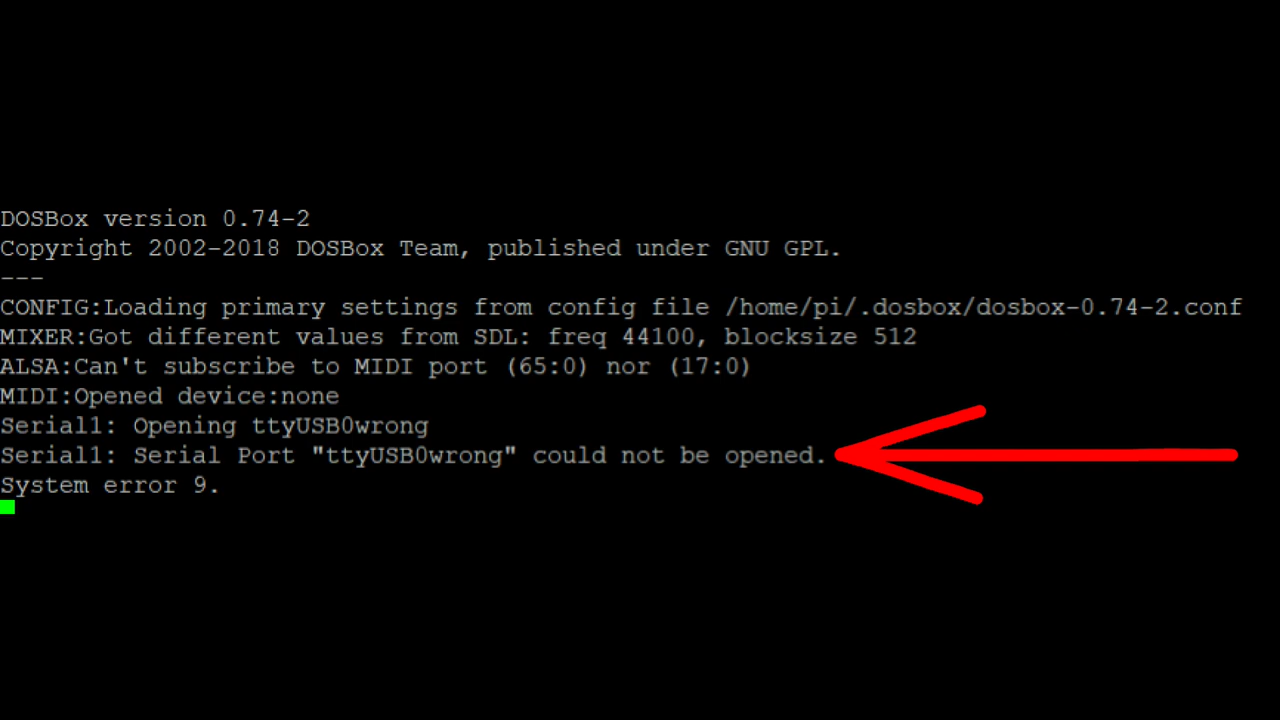 DOSBox version 0.74-2
Copyright 2002-2018 DOSBox Team, published under GNU GPL.
---
CONFIG:Loading primary settings from config file /home/pi/.dosbox/dosbox-0.74-2.conf
MIXER:Got different values from SDL: freq 44100, blocksize 512
ALSA:Can't subscribe to MIDI port (65:0) nor (17:0)
MIDI:Opened device:none
Serial1: Opening ttyUSB0wrong
Serial1: Serial Port "ttyUSB0wrong" could not be opened.
System error 9.